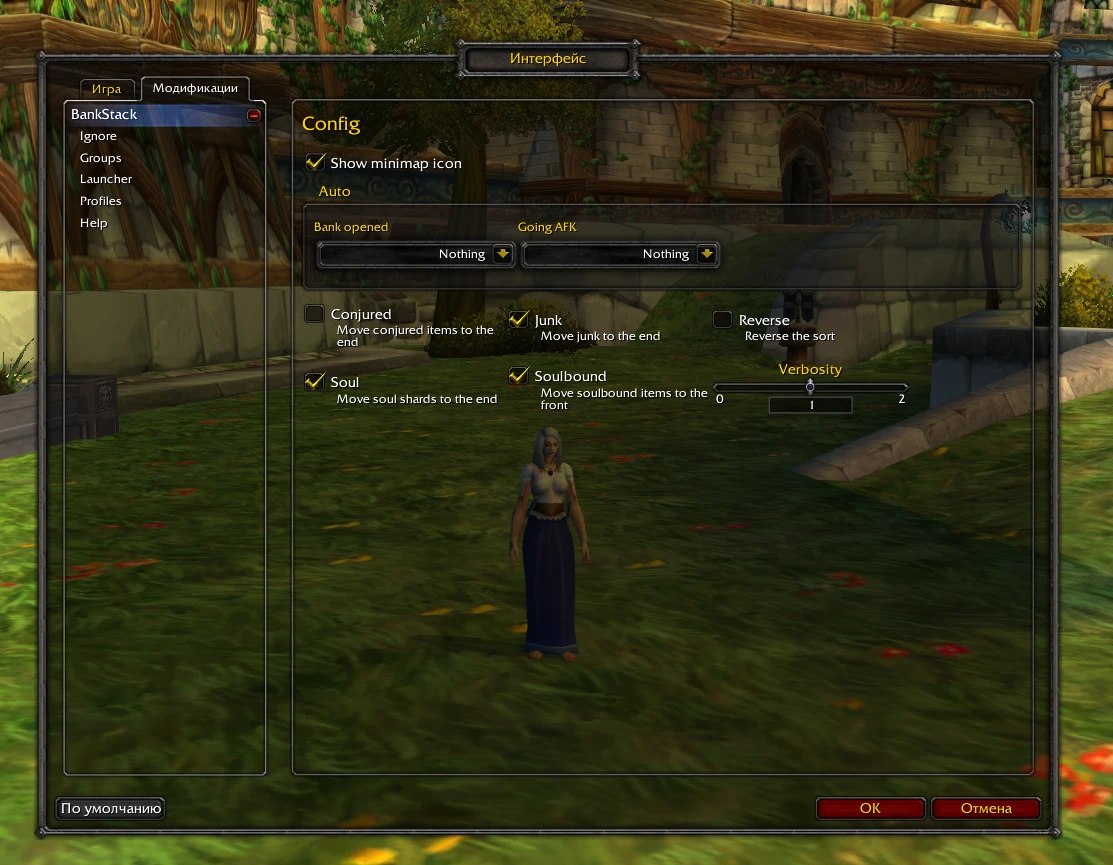 Интерфейс
Игра
Модификации
BankStack
Ignore
Groups
Launcher
Profiles
Help
Config
Show minimap icon
Auto
Bank opened
Going AFK
Nothing
Nothing
Conjured
Move conjured items to the
end
Junk
Move junk to the end
Reverse
Reverse the sort
Soul
Move soul shards to the end
Soulbound
Move soulbound items to the
front
Verbosity
0
2
1
По умолчанию
OK
Отмена